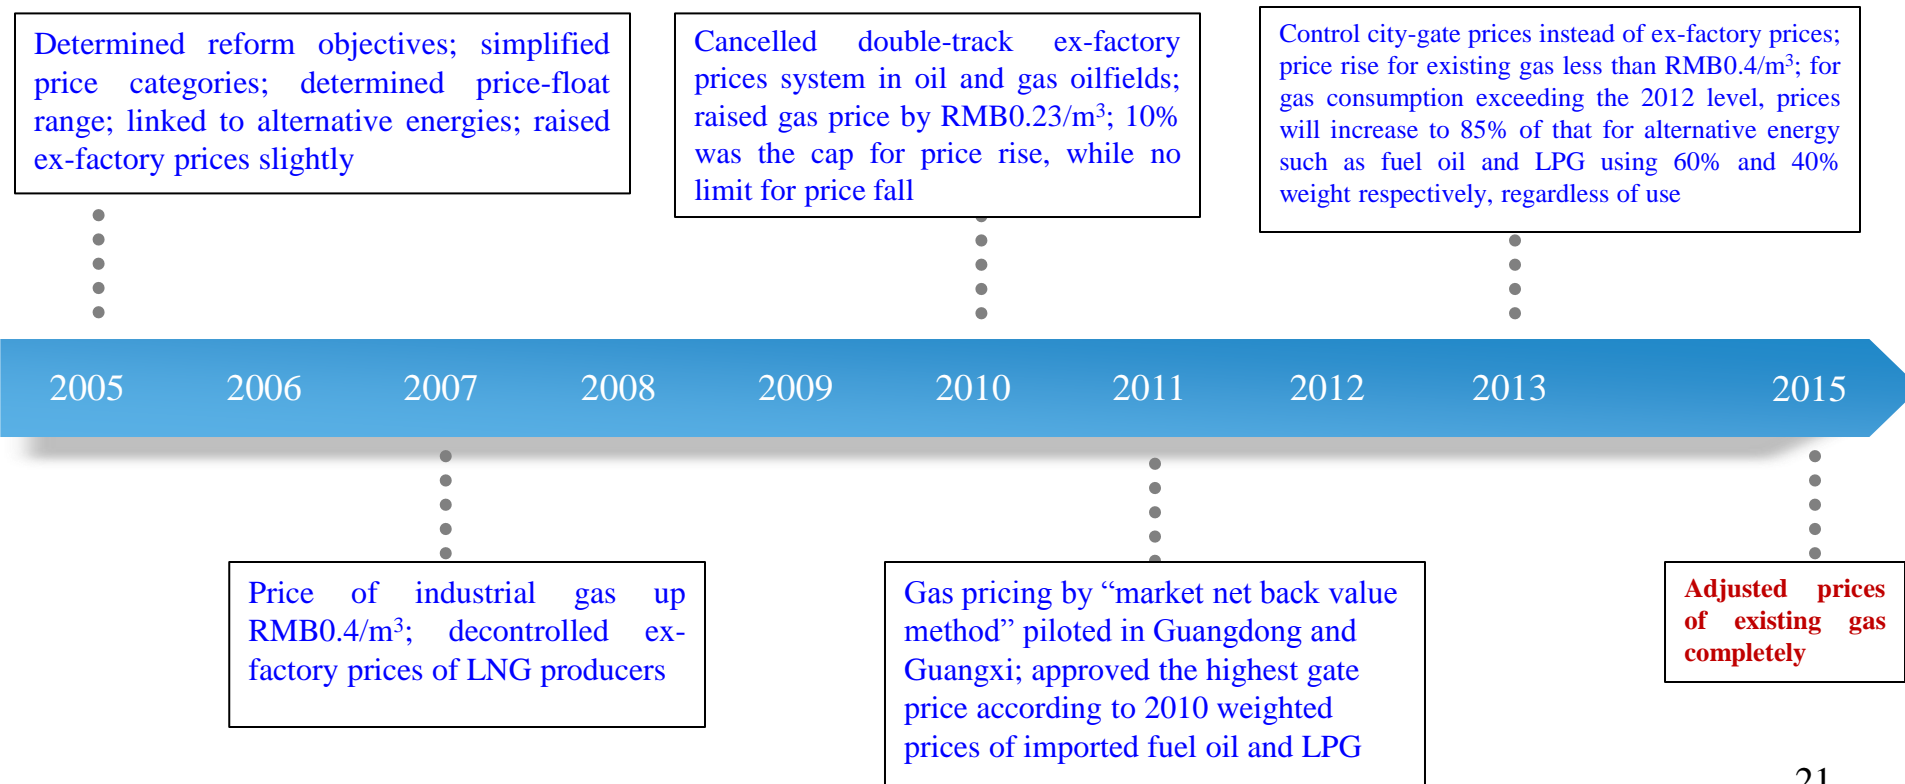 Determined reform objectives; simplified
price categories; determined price-float
range; linked to alternative energies; raised
ex-factory prices slightly
Cancelled double-track ex-factory
prices system in oil and gas oilfields;
raised gas price by RMB0.23/m³; 10%
was the cap for price rise, while no
limit for price fall
Control city-gate prices instead of ex-factory prices;
price rise for existing gas less than RMB0.4/m³; for
gas consumption exceeding the 2012 level, prices
will increase to 85% of that for alternative energy
such as fuel oil and LPG using 60% and 40%
weight respectively, regardless of use
2005 2006 2007 2008 2009 2010 2011 2012 2013 2015
Price of industrial gas up
RMB0.4/m³; decontrolled ex-
factory prices of LNG producers
Gas pricing by “market net back value
method” piloted in Guangdong and
Guangxi; approved the highest gate
price according to 2010 weighted
prices of imported fuel oil and LPG
Adjusted prices
of existing gas
completely
21